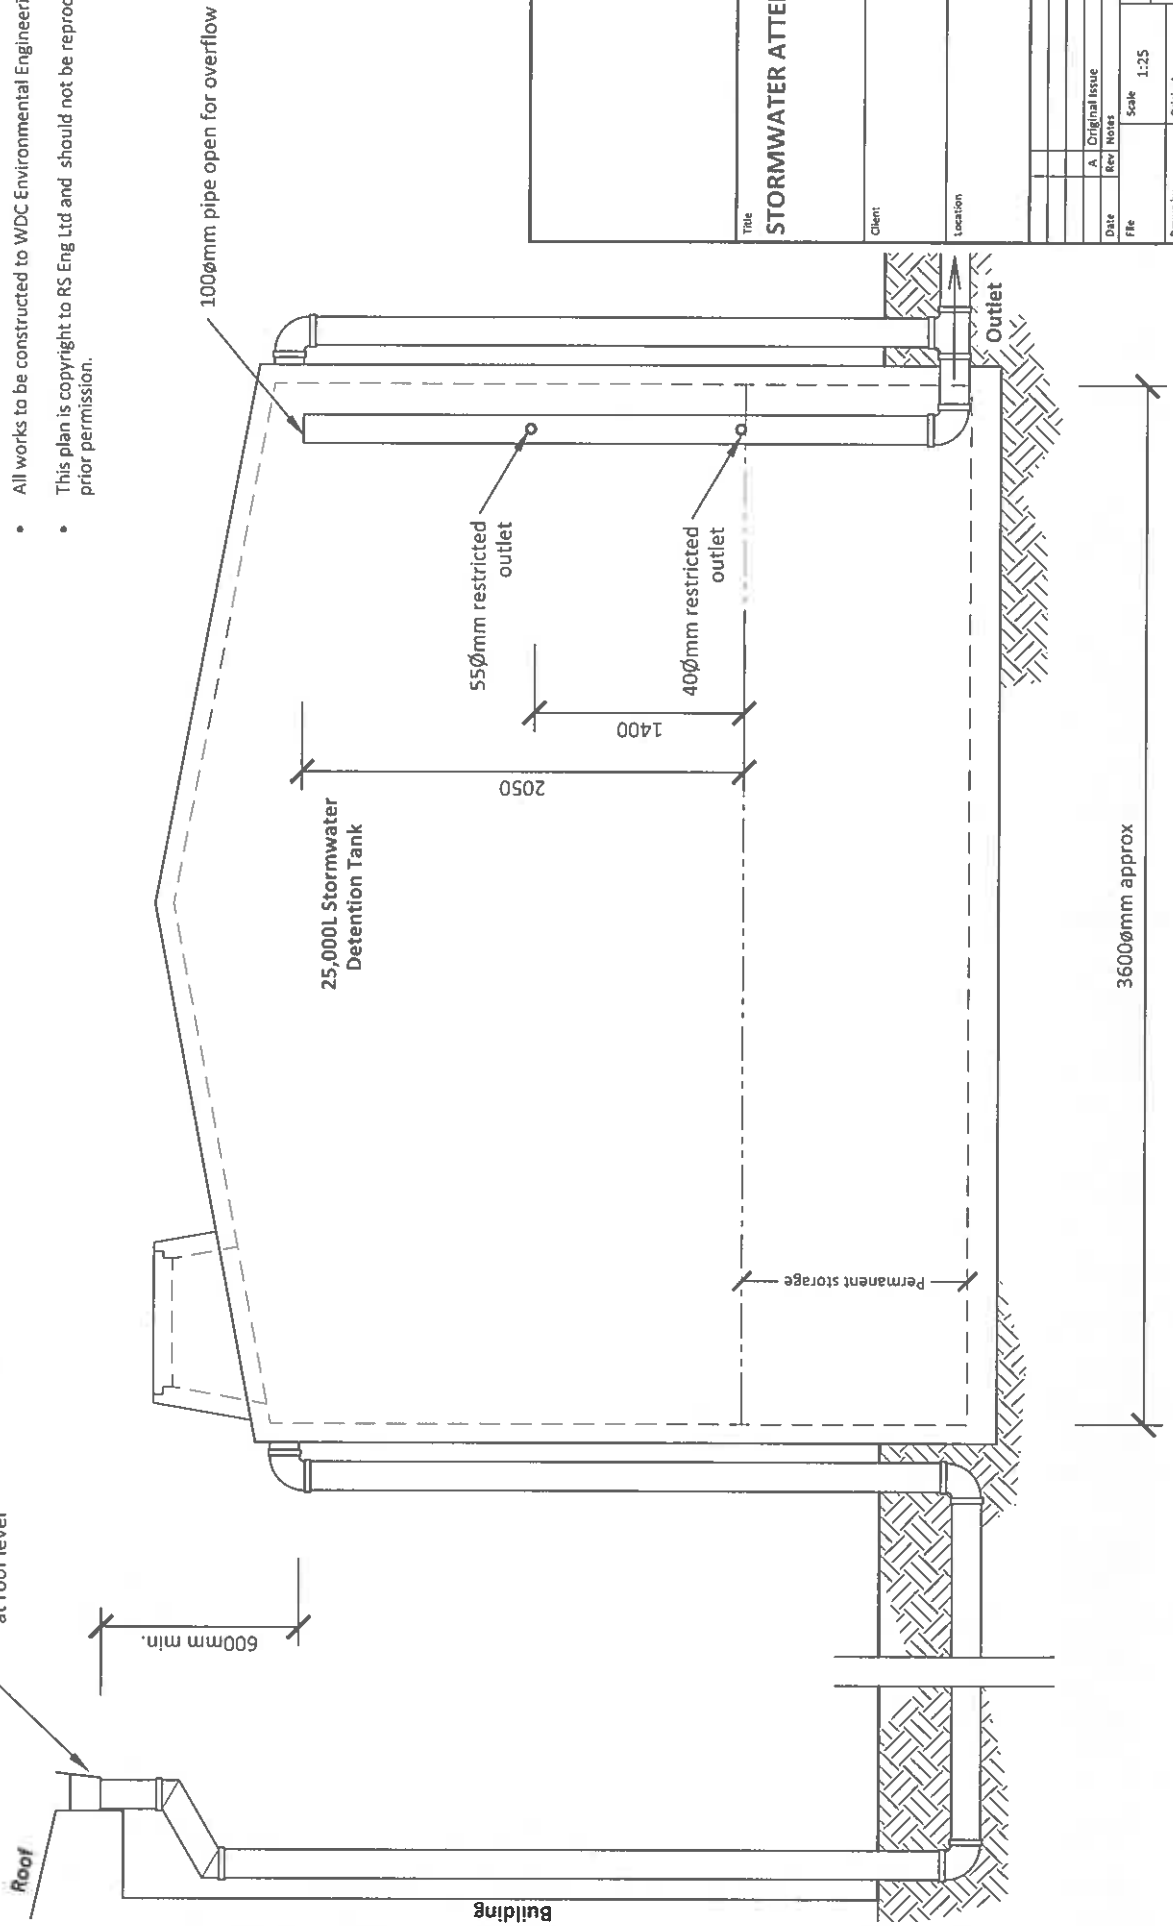 • All works to be constructed to WDC Environmental Engineeri
• This plan is copyright to RS Eng Ltd and should not be reproc
prior permission.
at roof level
Roof
Building
600mm min.
100ømm pipe open for overflow
25,000L Stormwater
Detention Tank
2050
1400
55Ømm restricted
outlet
40Ømm restricted
outlet
Permanent storage
Outlet
3600ømm approx
Title
STORMWATER ATTE
Client
Location
A Original Issue
Date Rev Notes
File
Scale 1:25